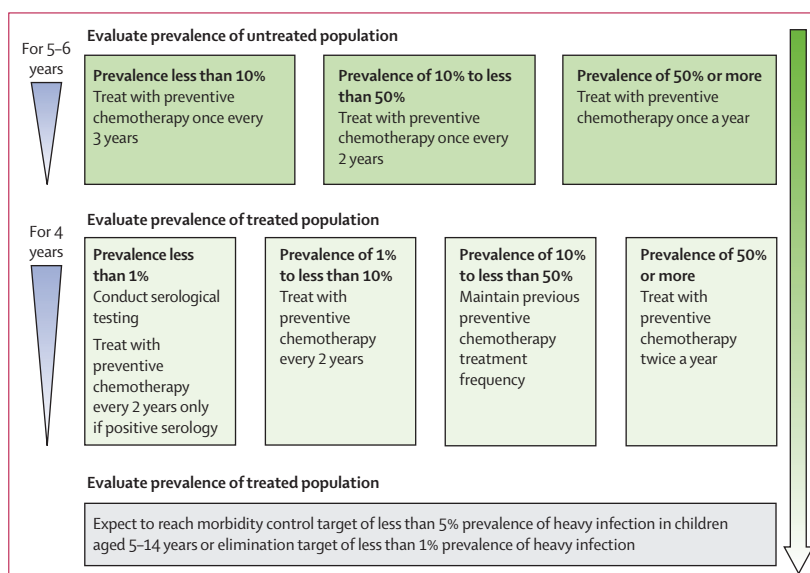 Evaluate prevalence of untreated population
For 5–6
years
Prevalence less than 10%
Treat with preventive
chemotherapy once every
3 years
Prevalence of 10% to less
than 50%
Treat with preventive
chemotherapy once every
2 years
Prevalence of 50% or more
Treat with preventive
chemotherapy once a year
Evaluate prevalence of treated population
For 4
years
Prevalence less
than 1%
Conduct serological
testing
Treat with
preventive
chemotherapy
every 2 years only
if positive serology
Prevalence of 1%
to less than 10%
Treat with
preventive
chemotherapy
every 2 years
Prevalence of 10%
to less than 50%
Maintain previous
preventive
chemotherapy
treatment
frequency
Prevalence of 50%
or more
Treat with
preventive
chemotherapy
twice a year
Evaluate prevalence of treated population
Expect to reach morbidity control target of less than 5% prevalence of heavy infection in children
aged 5–14 years or elimination target of less than 1% prevalence of heavy infection